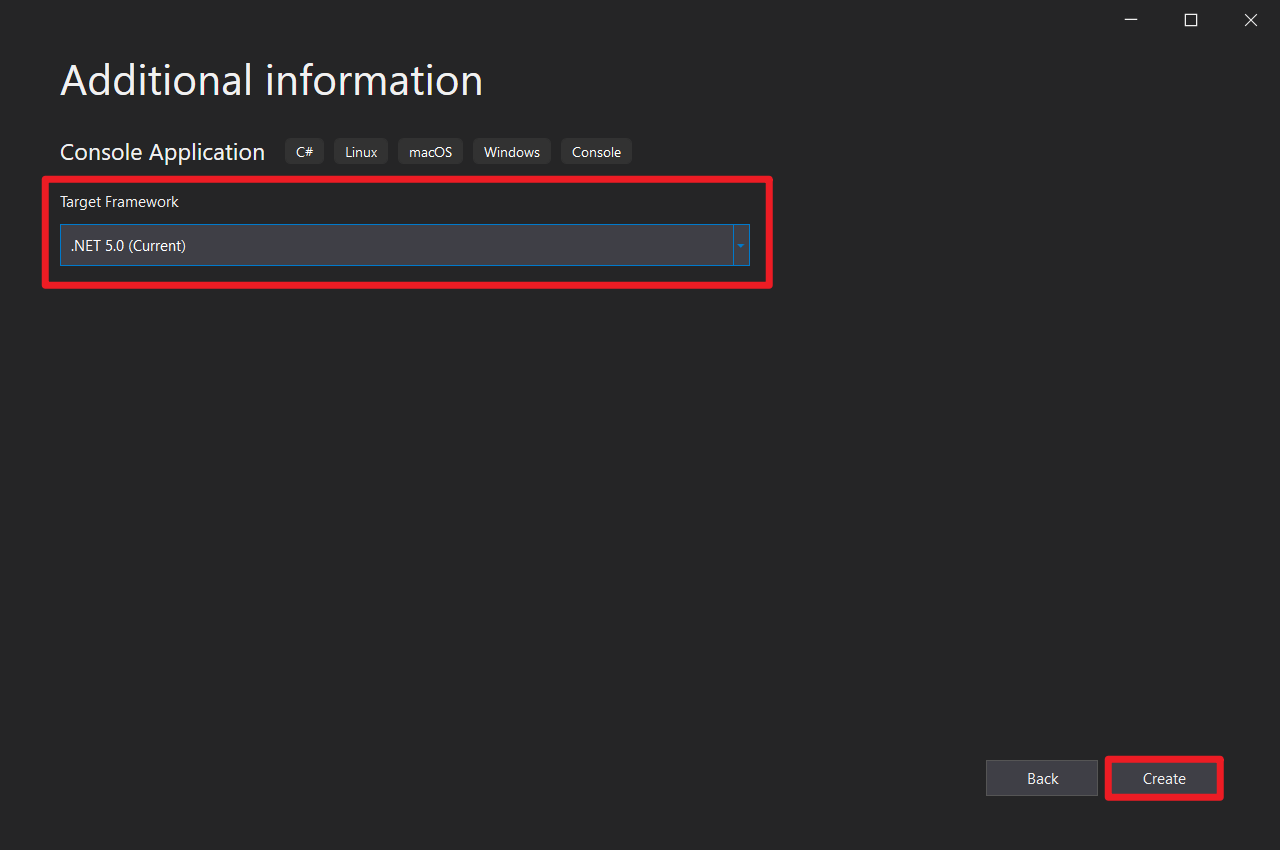 Additional information
Console Application C# Linux macOS Windows Console
Target Framework
.NET 5.0 (Current)
Back Create